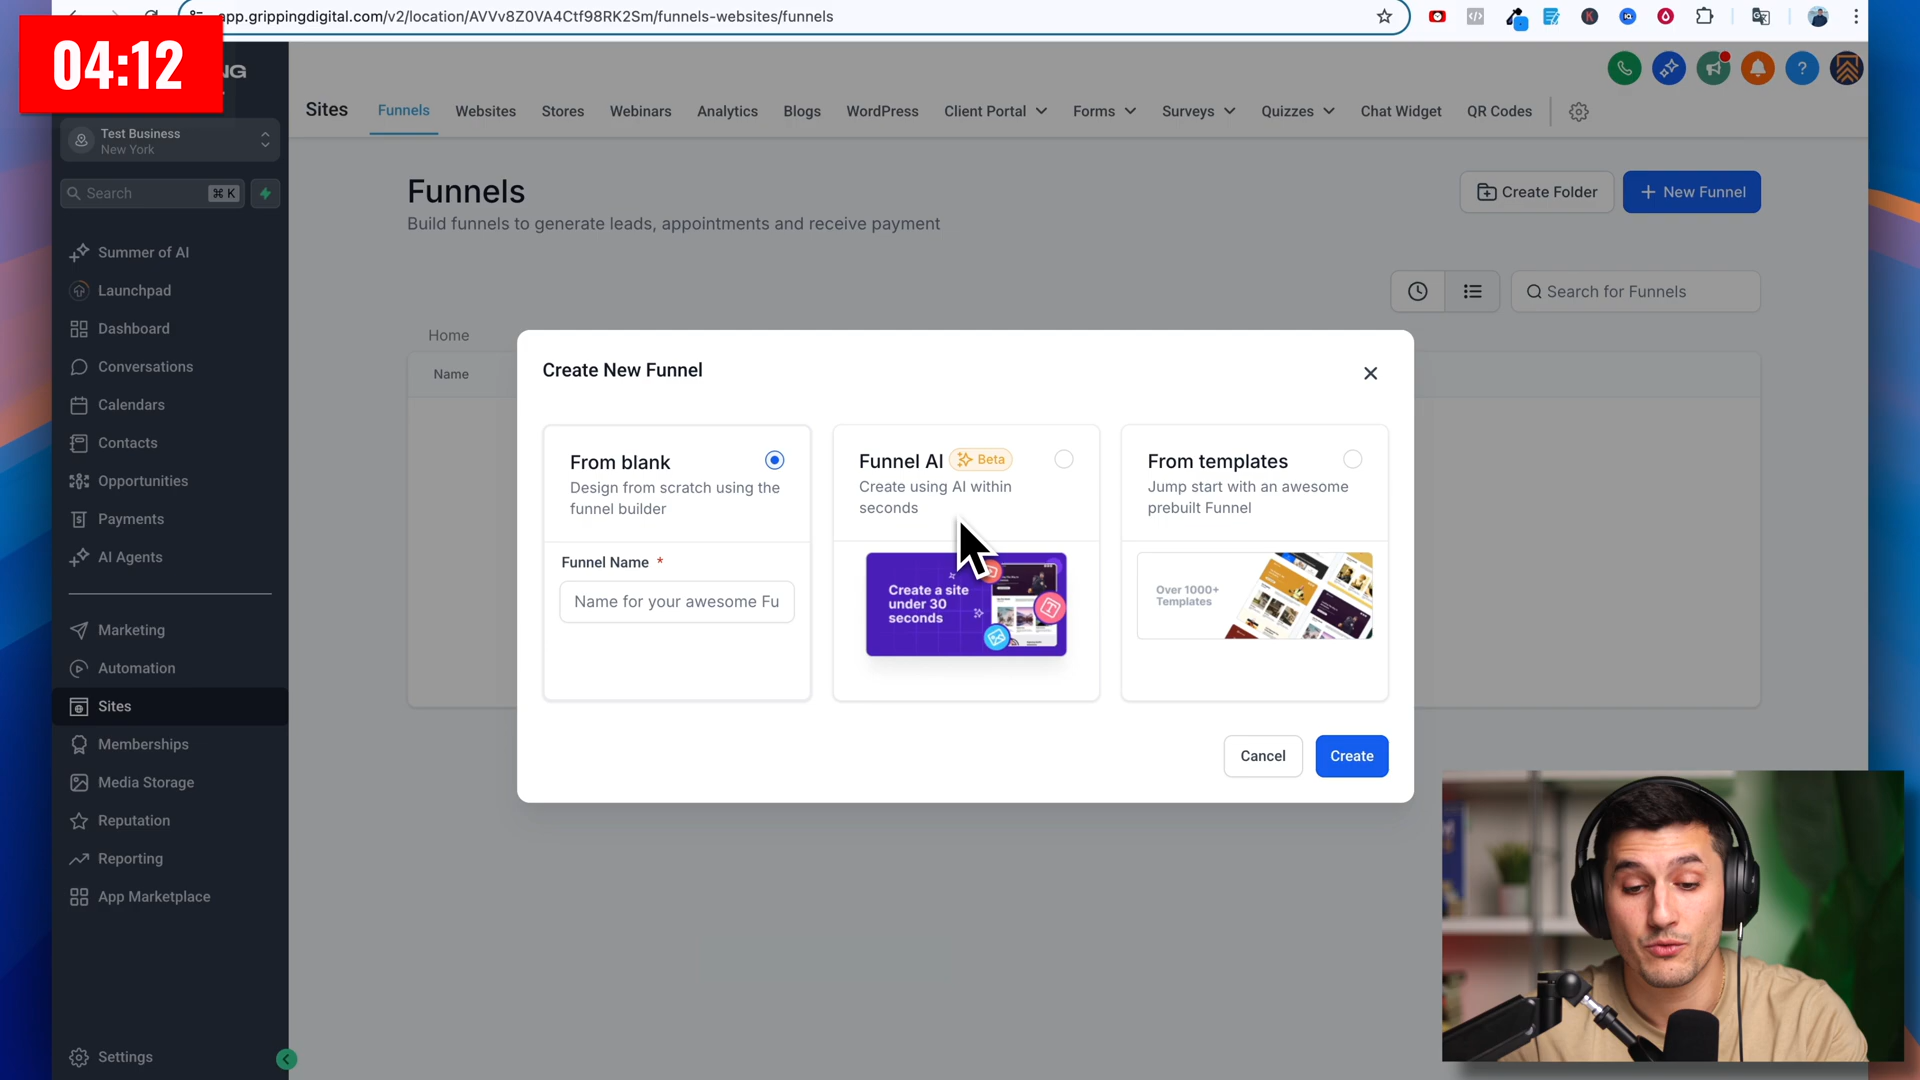 app.grippingdigital.com/v2/location/AVVv8Z0VA4Ctf98RK2Sm/funnels-websites/funnels
04:12
NG
Test Business
New York
Search
⌘ K
Summer of AI
Launchpad
Dashboard
Conversations
Calendars
Contacts
Opportunities
Payments
AI Agents
Marketing
Automation
Sites
Memberships
Media Storage
Reputation
Reporting
App Marketplace
Settings
Sites
Funnels
Websites
Stores
Webinars
Analytics
Blogs
WordPress
Client Portal
Forms
Surveys
Quizzes
Chat Widget
QR Codes
Funnels
Build funnels to generate leads, appointments and receive payment
Create Folder
+ New Funnel
Search for Funnels
Home
Name
Create New Funnel
From blank
Design from scratch using the
funnel builder
Funnel Name *
Name for your awesome Fu
Funnel AI
Beta
Create using AI within
seconds
Create a site
under 30
seconds
From templates
Jump start with an awesome
prebuilt Funnel
Over 1000+
Templates
Cancel
Create